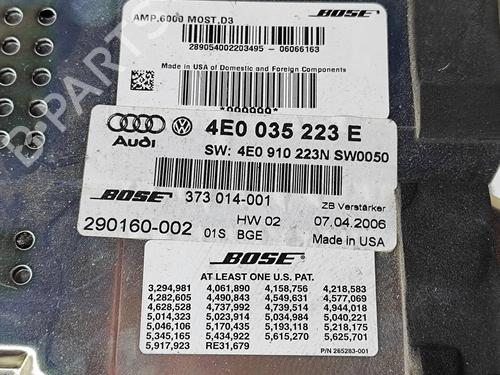 BOSE
AMP.6000 MOST,D3
289054002203495 - 06066163
Made in USA of Domestic and Foreign Components
*000000*
Audi
4E0 035 223 E
SW: 4E0 910 223N SW0050
BOSE 373 014-001
ZB Verstärker
290160-002 01S HW 02 BGE 07.04.2006
Made in USA
BOSE
AT LEAST ONE U.S. PAT.
3,294,981 4,061,890 4,158,756 4,218,583
4,282,605 4,490,843 4,549,631 4,577,069
4,628,528 4,737,992 4,739,514 4,944,018
5,014,323 5,023,914 5,034,984 5,040,221
5,046,106 5,170,435 5,193,118 5,218,175
5,345,165 5,434,922 5,615,270 5,625,701
5,917,923 RE31,679
P/N 265283-001